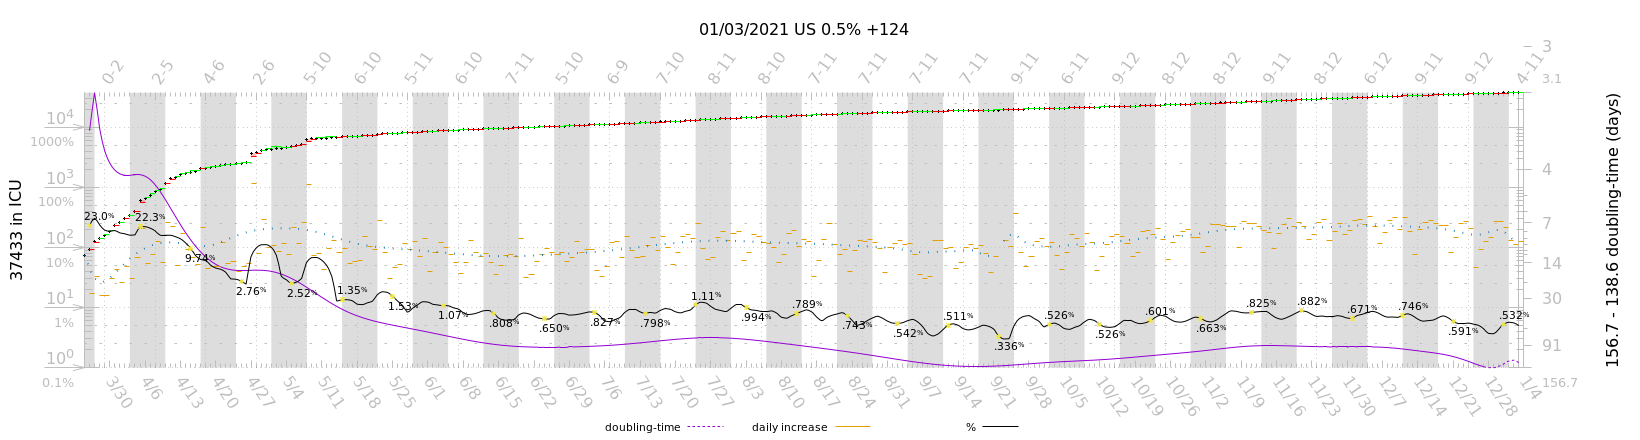 01/03/2021 US 0.5% +124
0-2 2-5 4-6 2-6 5-10 6-10 5-11 6-10 7-11 5-10 6-9 7-10 8-11 8-10 7-11 7-11 7-11 7-11 9-11 6-11 9-12 8-12 9-11 8-12 6-12 9-11 9-12 4-11
3
3.1
4
7
14
30
91
156.7
10^4
1000%
10^3
100%
10^2
10%
10^1
1%
10^0
0.1%
37433 in ICU
156.7 - 138.6 doubling-time (days)
23.0% 22.3% 9.74% 2.76% 2.52% 1.35% 1.53% 1.07% .808% .650% .827% .798% 1.11% .994% .789% .743% .542% .511% .336% .526% .526% .601% .663% .825% .882% .671% .746% .591% .532%
3/30 4/6 4/13 4/20 4/27 5/4 5/11 5/18 5/25 6/1 6/8 6/15 6/22 6/29 7/6 7/13 7/20 7/27 8/3 8/10 8/17 8/24 8/31 9/7 9/14 9/21 9/28 10/5 10/12 10/19 10/26 11/2 11/9 11/16 11/23 11/30 12/7 12/14 12/21 12/28 1/4
doubling-time daily increase %